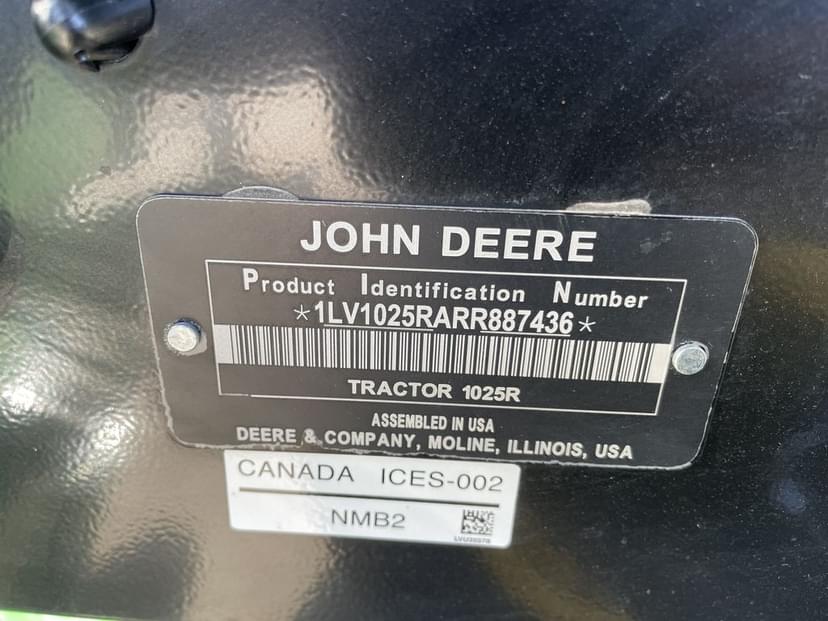 JOHN DEERE
Product Identification Number
*1LV1025RARR887436*
TRACTOR 1025R
ASSEMBLED IN USA
DEERE & COMPANY, MOLINE, ILLINOIS, USA
CANADA ICES-002
NMB2